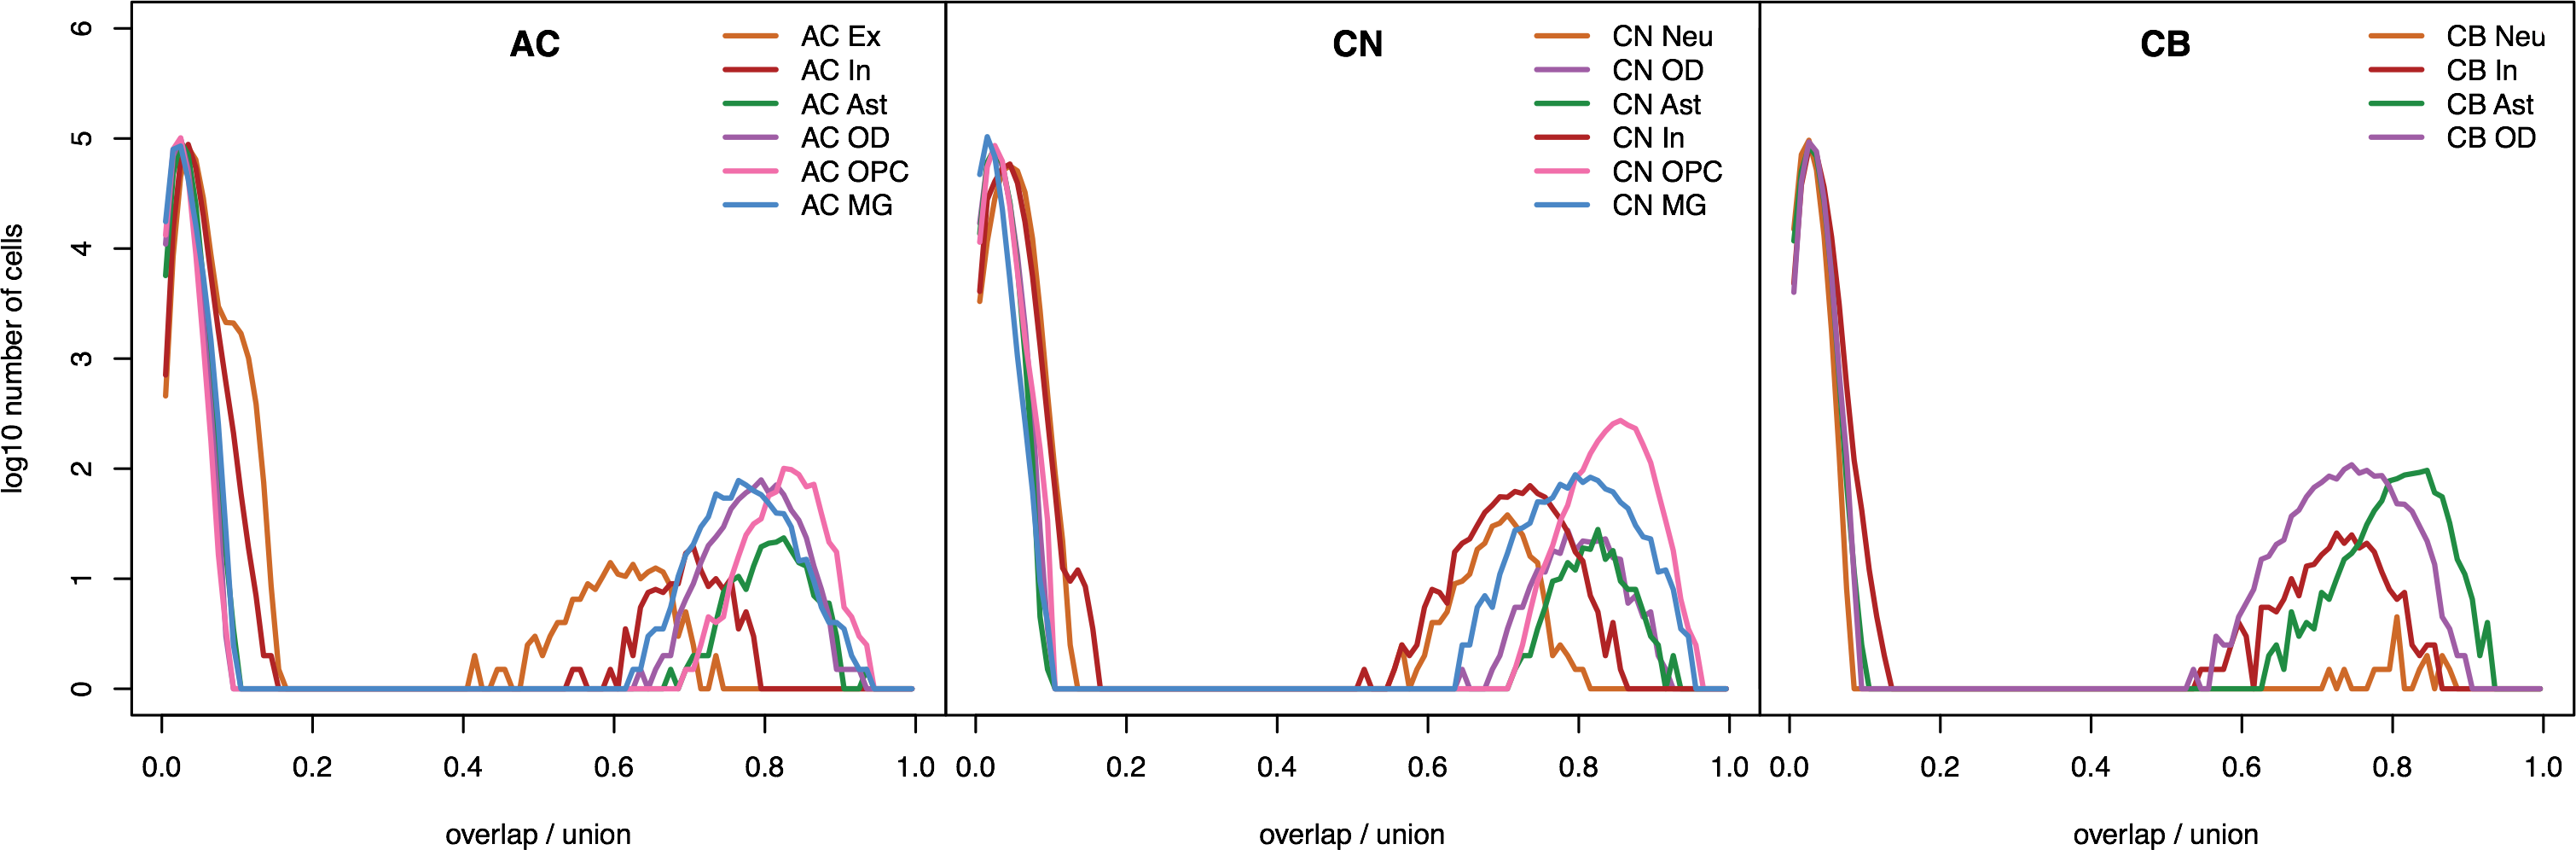 log10 number of cells
6
5
4
3
2
1
0
AC
AC Ex
AC In
AC Ast
AC OD
AC OPC
AC MG
0.0 0.2 0.4 0.6 0.8 1.0
overlap / union
CN
CN Neu
CN OD
CN Ast
CN In
CN OPC
CN MG
0.0 0.2 0.4 0.6 0.8 1.0
overlap / union
CB
CB Neu
CB In
CB Ast
CB OD
0.0 0.2 0.4 0.6 0.8 1.0
overlap / union